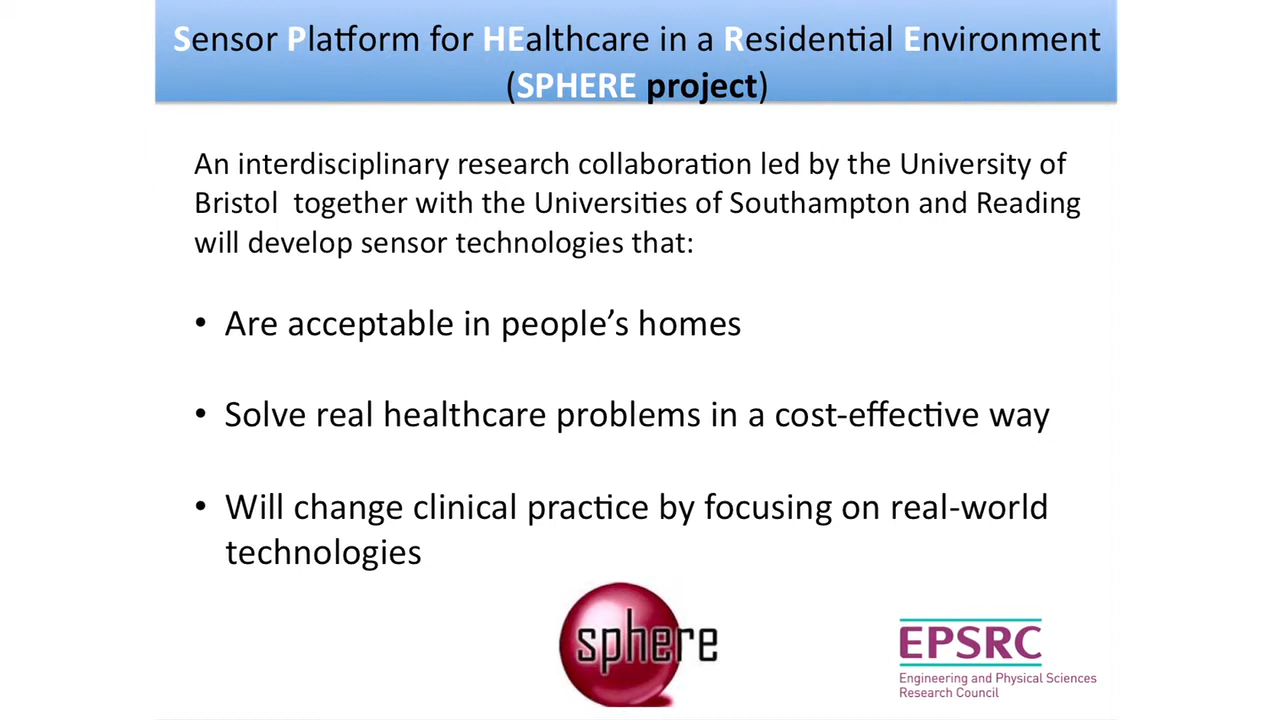 Sensor Platform for HEalthcare in a Residential Environment
(SPHERE project)
An interdisciplinary research collaboration led by the University of
Bristol together with the Universities of Southampton and Reading
will develop sensor technologies that:
• Are acceptable in people’s homes
• Solve real healthcare problems in a cost-effective way
• Will change clinical practice by focusing on real-world
technologies
sphere
EPSRC
Engineering and Physical Sciences
Research Council